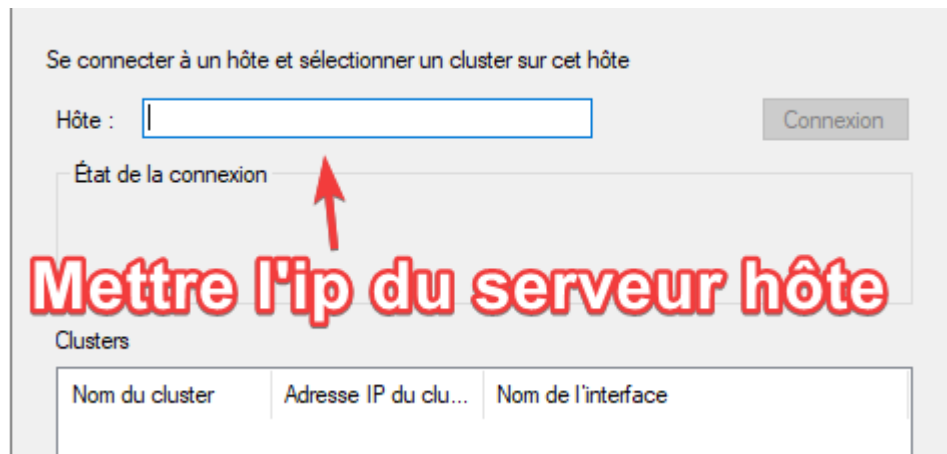 Se connecter à un hôte et sélectionner un cluster sur cet hôte
Hôte :
Connexion
État de la connexion
Mettre l'ip du serveur hôte
Clusters
Nom du cluster
Adresse IP du clu...
Nom de l'interface